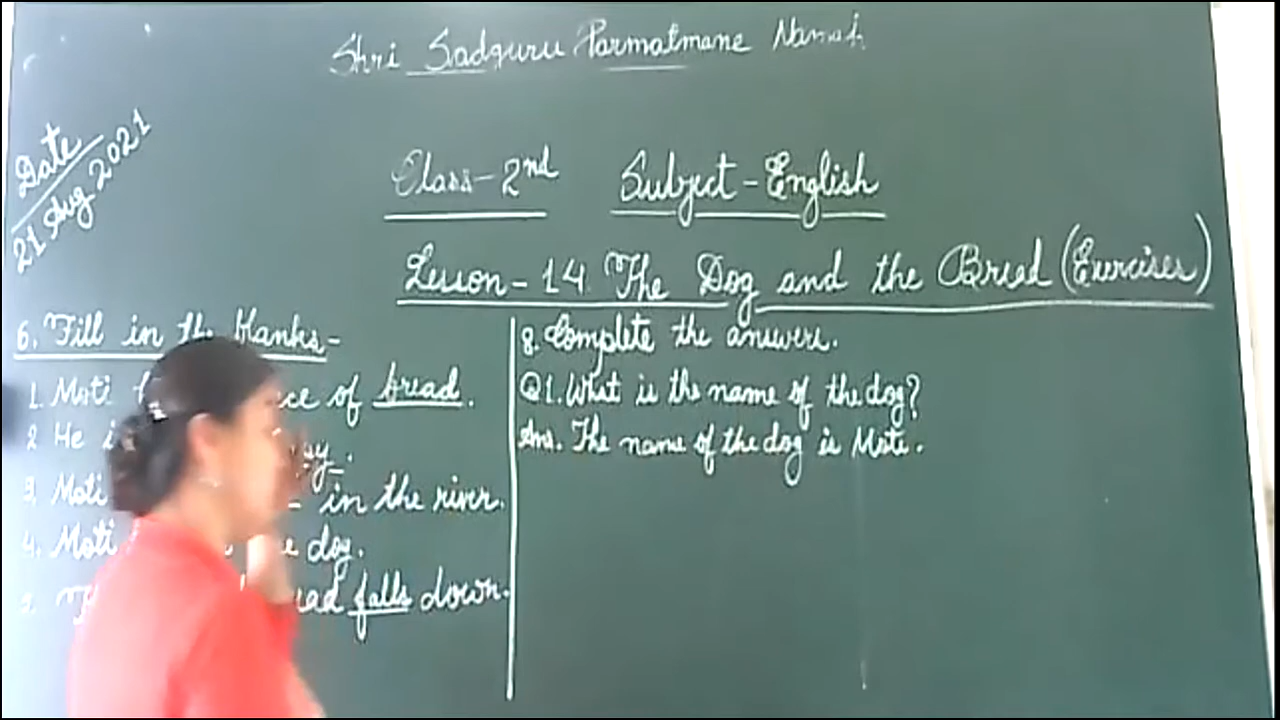 Shri Sadguru Parmatmane Namah
Date
21 Aug 2021
Class-2nd Subject-English
Lesson-14 The Dog and the Bread (Exercises)
6. Fill in the blanks-
1. Moti of bread.
2 He
3. Moti in the river.
4. Moti dog.
falls down.
8. Complete the answers.
Q1. What is the name of the dog?
Ans. The name of the dog is Moti.